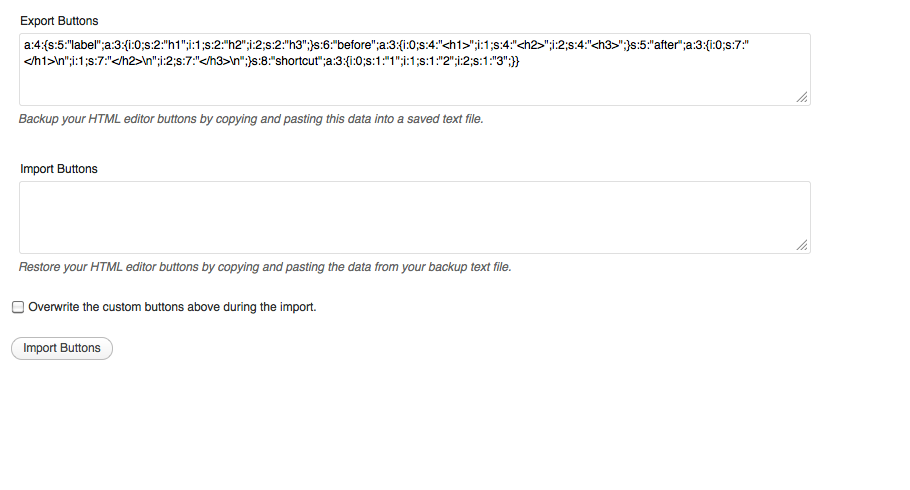 Export Buttons
a:4:{s:5:"label";a:3:{i:0;s:2:"h1";i:1;s:2:"h2";i:2;s:2:"h3";}s:6:"before";a:3:{i:0;s:4:"<h1>";i:1;s:4:"<h2>";i:2;s:4:"<h3>";}s:5:"after";a:3:{i:0;s:7:"
</h1>\n";i:1;s:7:"</h2>\n";i:2;s:7:"</h3>\n";}s:8:"shortcut";a:3:{i:0;s:1:"1";i:1;s:1:"2";i:2;s:1:"3";}}
Backup your HTML editor buttons by copying and pasting this data into a saved text file.
Import Buttons
Restore your HTML editor buttons by copying and pasting the data from your backup text file.
Overwrite the custom buttons above during the import.
Import Buttons